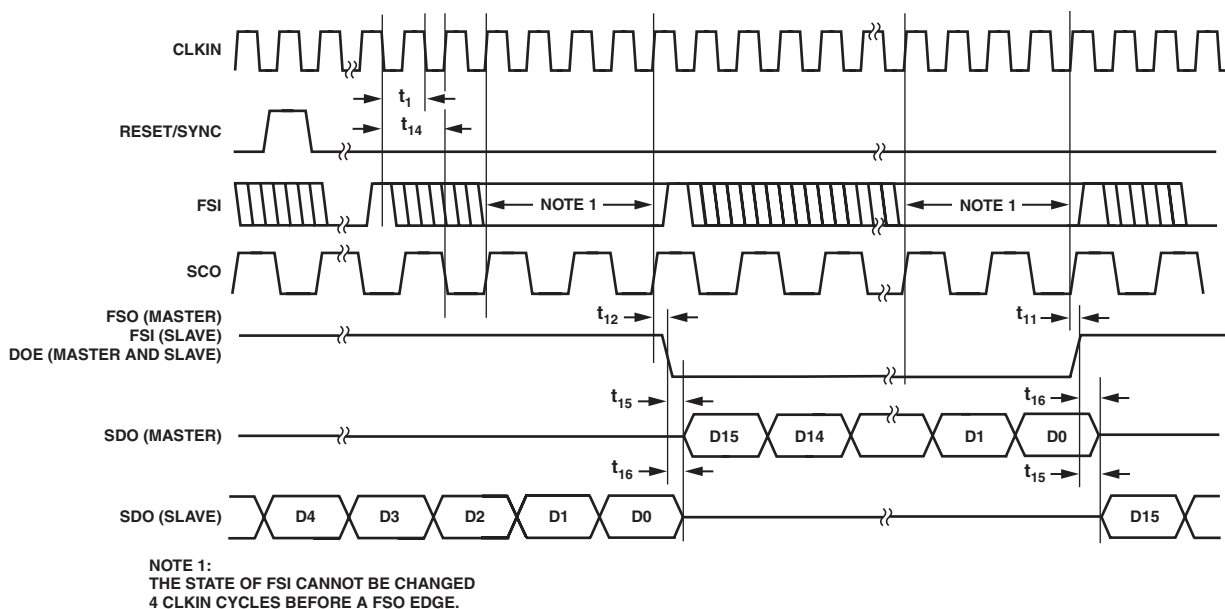 CLKIN
t1
RESET/SYNC
t14
FSI
NOTE 1
NOTE 1
SCO
FSO (MASTER)
FSI (SLAVE)
DOE (MASTER AND SLAVE)
t12
t11
t15
t16
SDO (MASTER)
D15
D14
D1
D0
t16
t15
SDO (SLAVE)
D4
D3
D2
D1
D0
D15
NOTE 1:
THE STATE OF FSI CANNOT BE CHANGED
4 CLKIN CYCLES BEFORE A FSO EDGE.